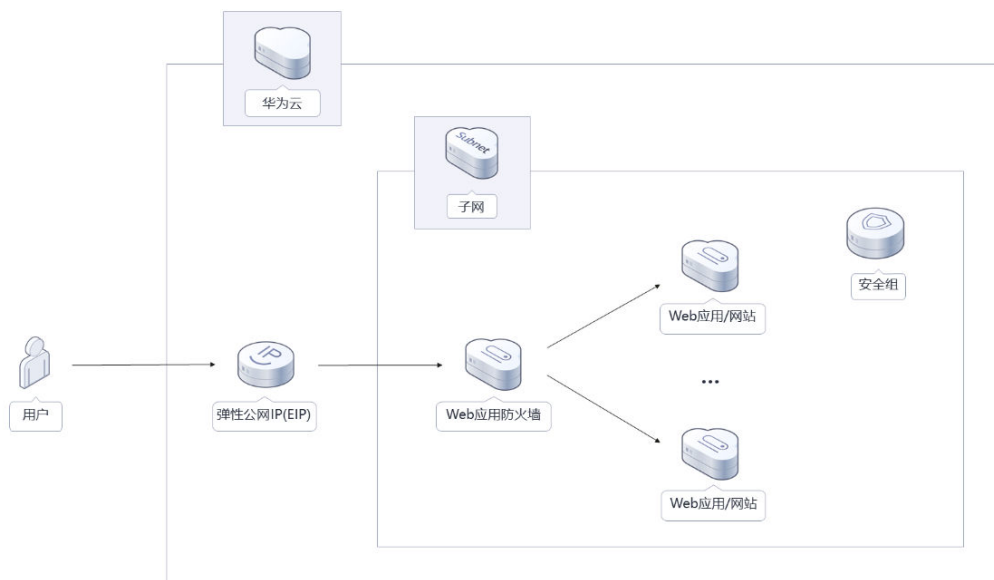 华为云
Subnet
子网
安全组
Web应用/网站
用户
IP
弹性公网IP(EIP)
Web应用防火墙
...
Web应用/网站